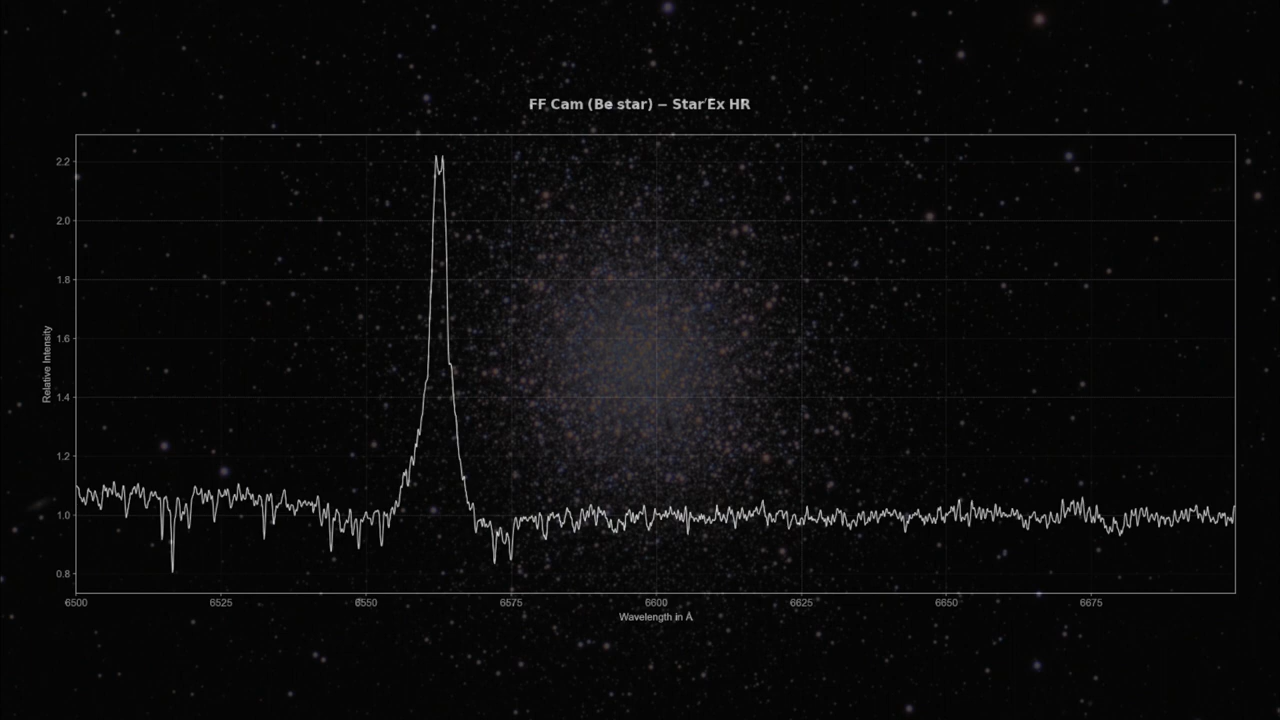 FF Cam (Be star) – Star'Ex HR
2.2
2.0
1.8
1.6
1.4
1.2
1.0
0.8
Relative Intensity
6500 6525 6550 6575 6600 6625 6650 6675
Wavelength in Å